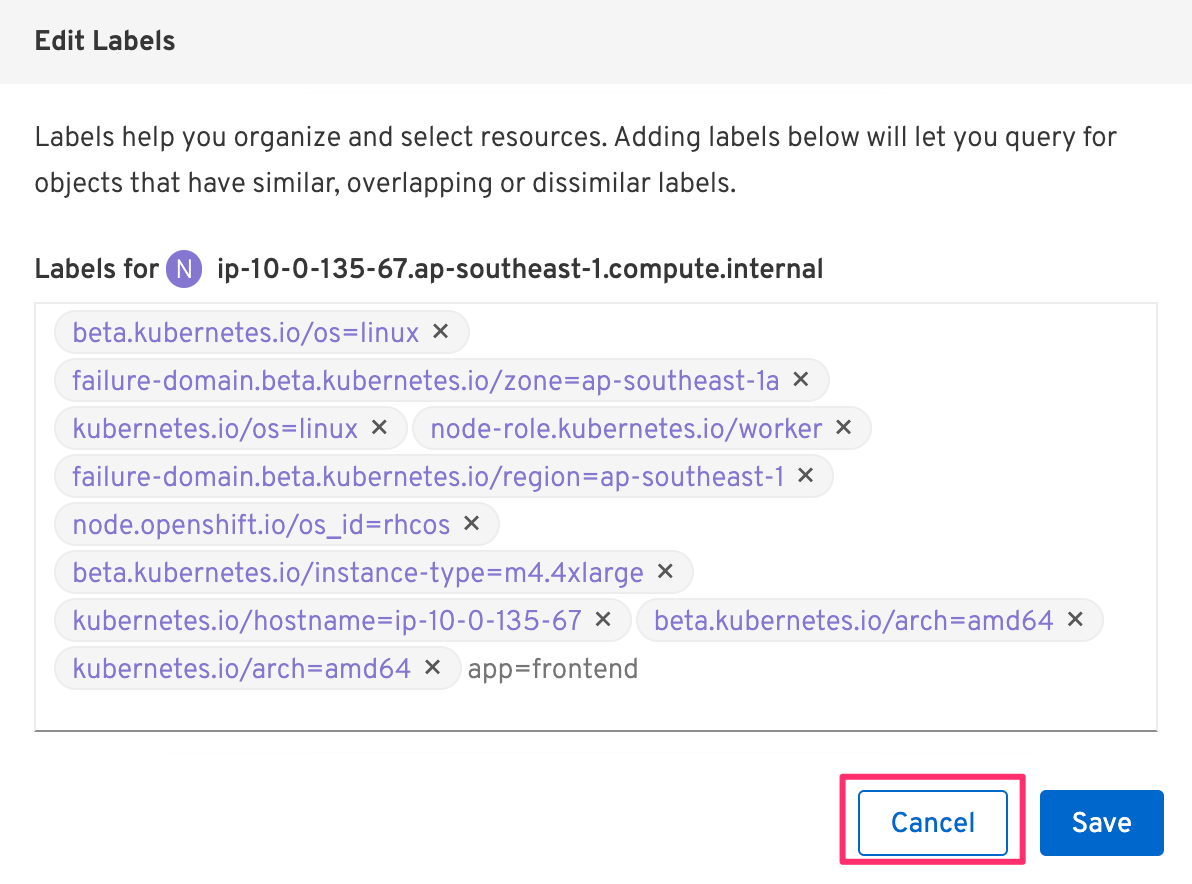 Edit Labels
Labels help you organize and select resources. Adding labels below will let you query for
objects that have similar, overlapping or dissimilar labels.
Labels for N ip-10-0-135-67.ap-southeast-1.compute.internal
beta.kubernetes.io/os=linux ×
failure-domain.beta.kubernetes.io/zone=ap-southeast-1a ×
kubernetes.io/os=linux × node-role.kubernetes.io/worker ×
failure-domain.beta.kubernetes.io/region=ap-southeast-1 ×
node.openshift.io/os_id=rhcos ×
beta.kubernetes.io/instance-type=m4.4xlarge ×
kubernetes.io/hostname=ip-10-0-135-67 × beta.kubernetes.io/arch=amd64 ×
kubernetes.io/arch=amd64 × app=frontend
Cancel Save